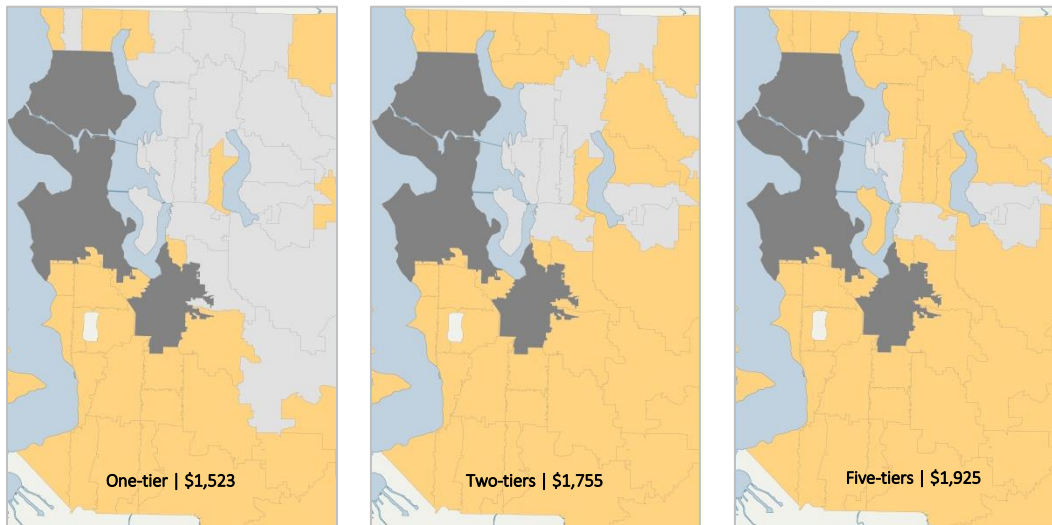 One-tier | $1,523
Two-tiers | $1,755
Five-tiers | $1,925